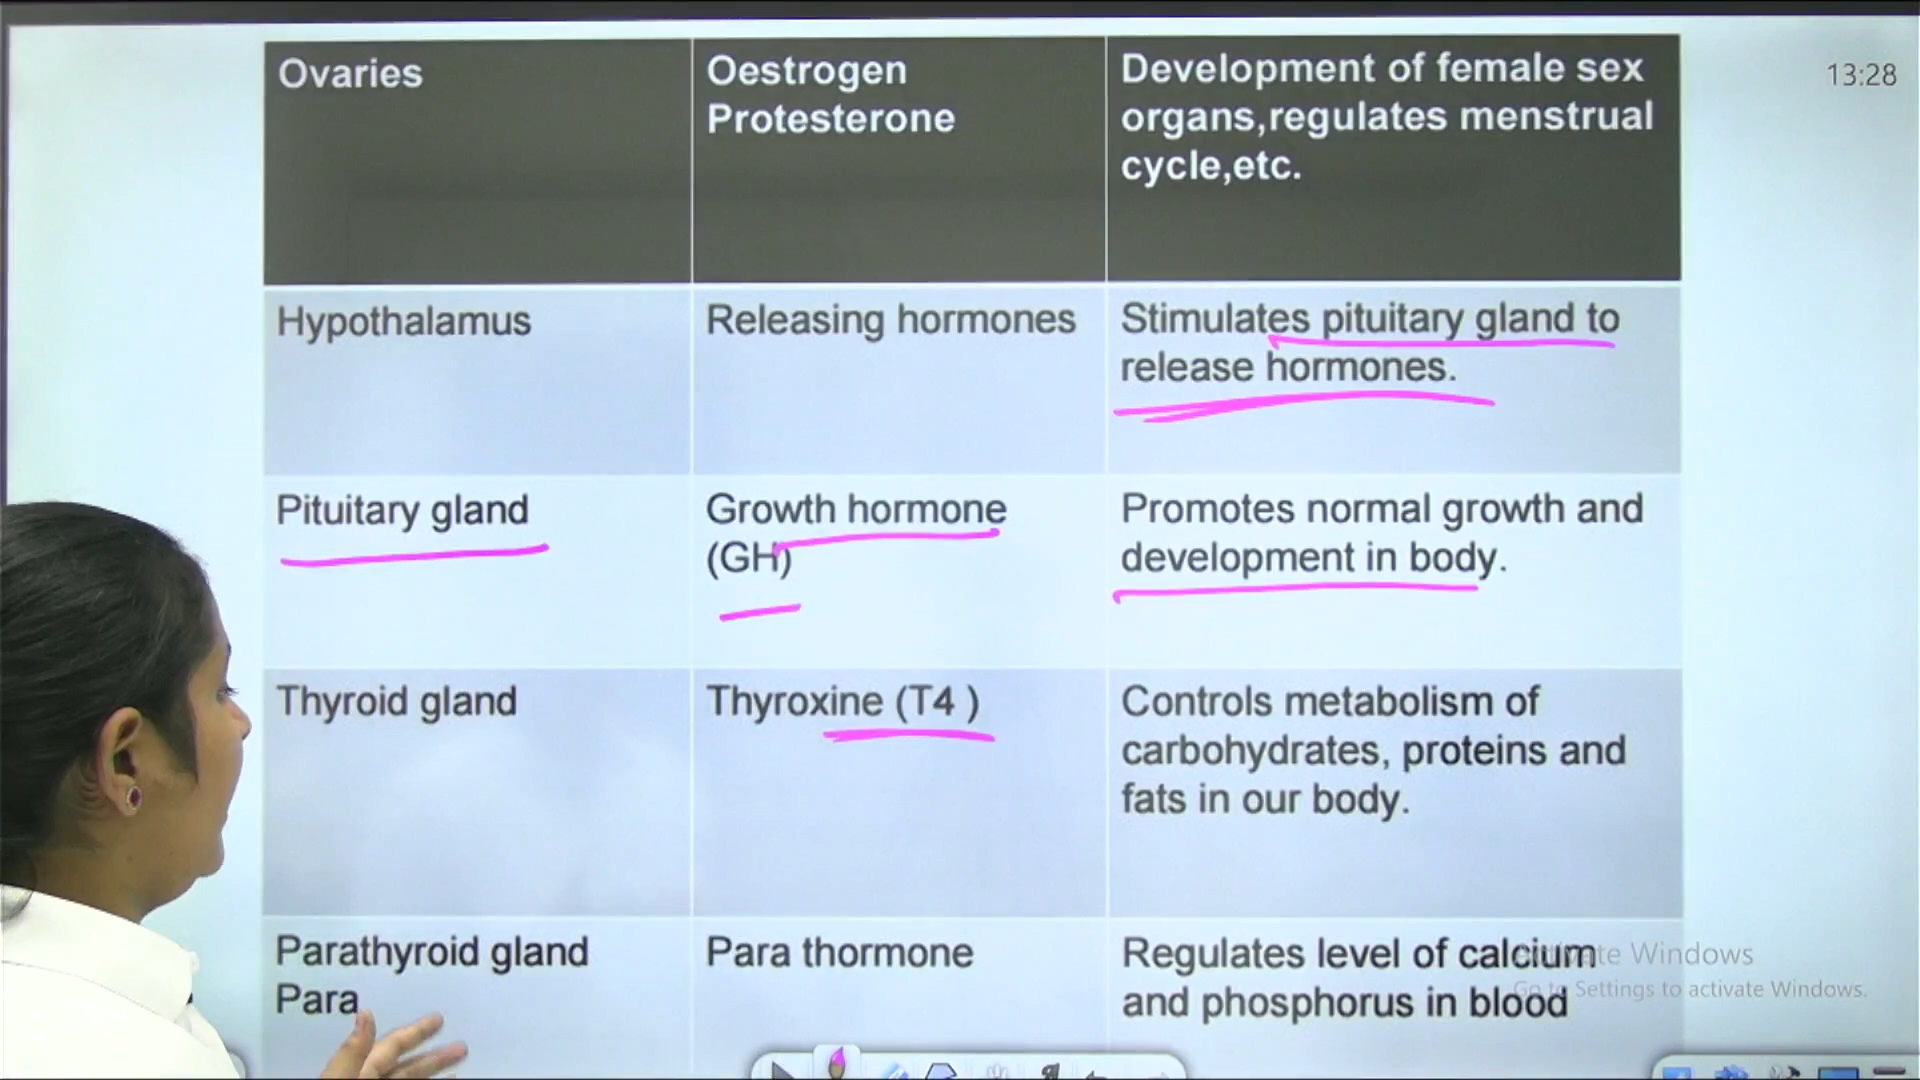 Ovaries
Oestrogen
Protesterone
Development of female sex
organs,regulates menstrual
cycle,etc.
13:28
Hypothalamus
Releasing hormones
Stimulates pituitary gland to
release hormones.
Pituitary gland
Growth hormone
(GH)
Promotes normal growth and
development in body.
Thyroid gland
Thyroxine (T4 )
Controls metabolism of
carbohydrates, proteins and
fats in our body.
Parathyroid gland
Para
Para thormone
Regulates level of calcium
and phosphorus in blood
Activate Windows
Go to Settings to activate Windows.